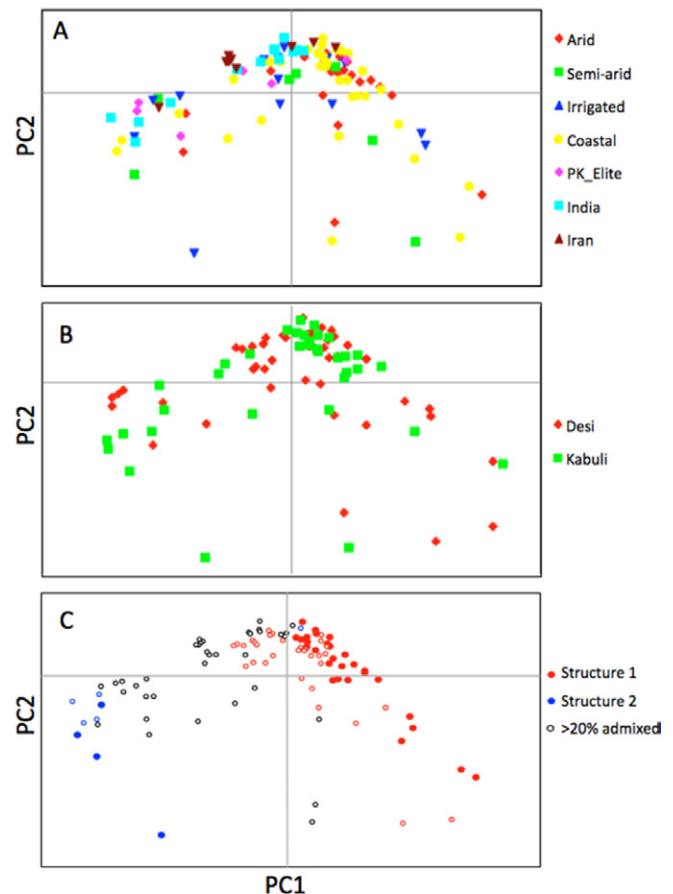 A
PC2
Arid
Semi-arid
Irrigated
Coastal
PK_Elite
India
Iran
B
PC2
Desi
Kabuli
C
PC2
Structure 1
Structure 2
>20% admixed
PC1